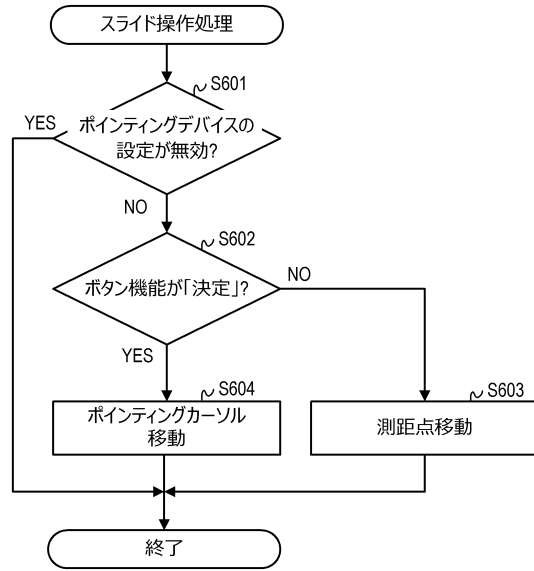 スライド操作処理
S601
YES
ポインティングデバイスの
設定が無効?
NO
S602
ボタン機能が「決定」?
NO
YES
S604
ポインティングカーソル
移動
S603
測距点移動
終了